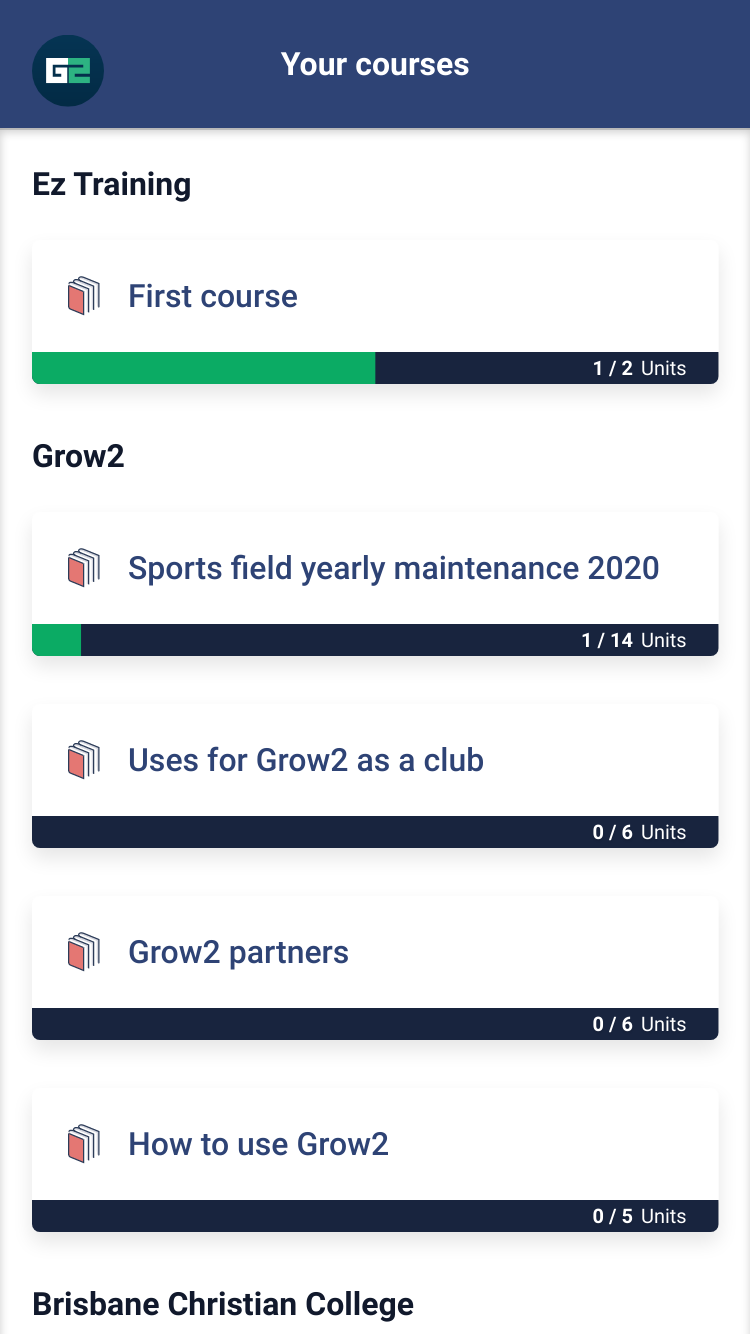 G2
Your courses
Ez Training
First course
1 / 2 Units
Grow2
Sports field yearly maintenance 2020
1 / 14 Units
Uses for Grow2 as a club
0 / 6 Units
Grow2 partners
0 / 6 Units
How to use Grow2
0 / 5 Units
Brisbane Christian College